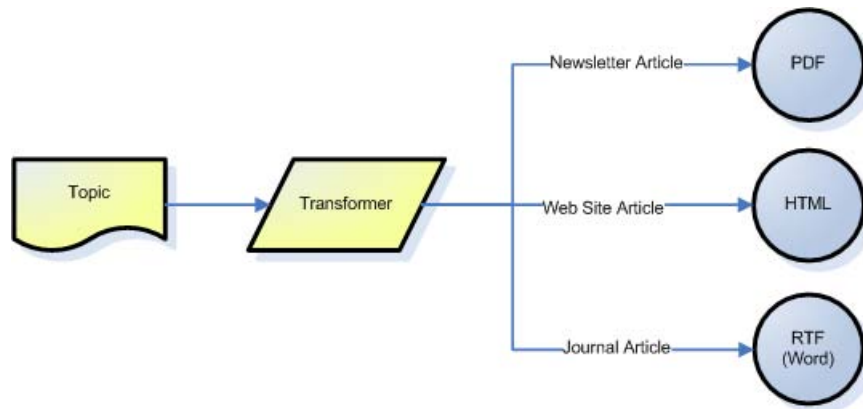 Newsletter Article
PDF
Topic
Transformer
Web Site Article
HTML
Journal Article
RTF
(Word)